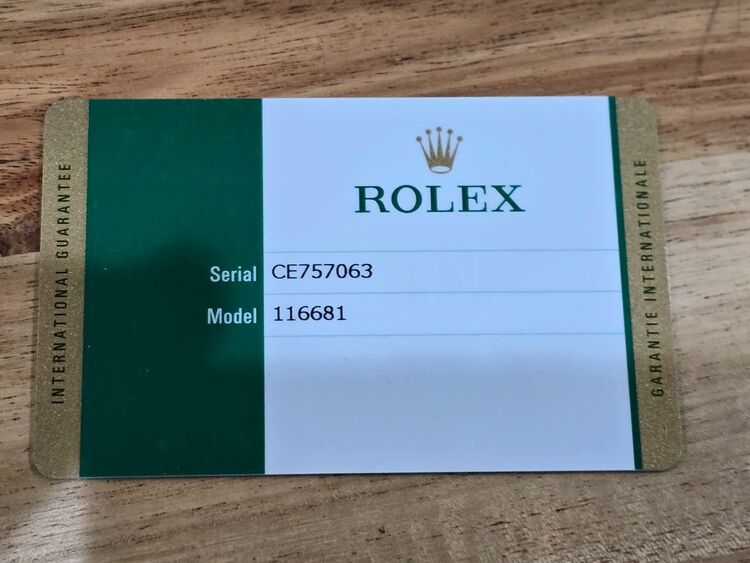 INTERNATIONAL GUARANTEE
ROLEX
Serial CE757063
Model 116681
GARANTIE INTERNATIONALE